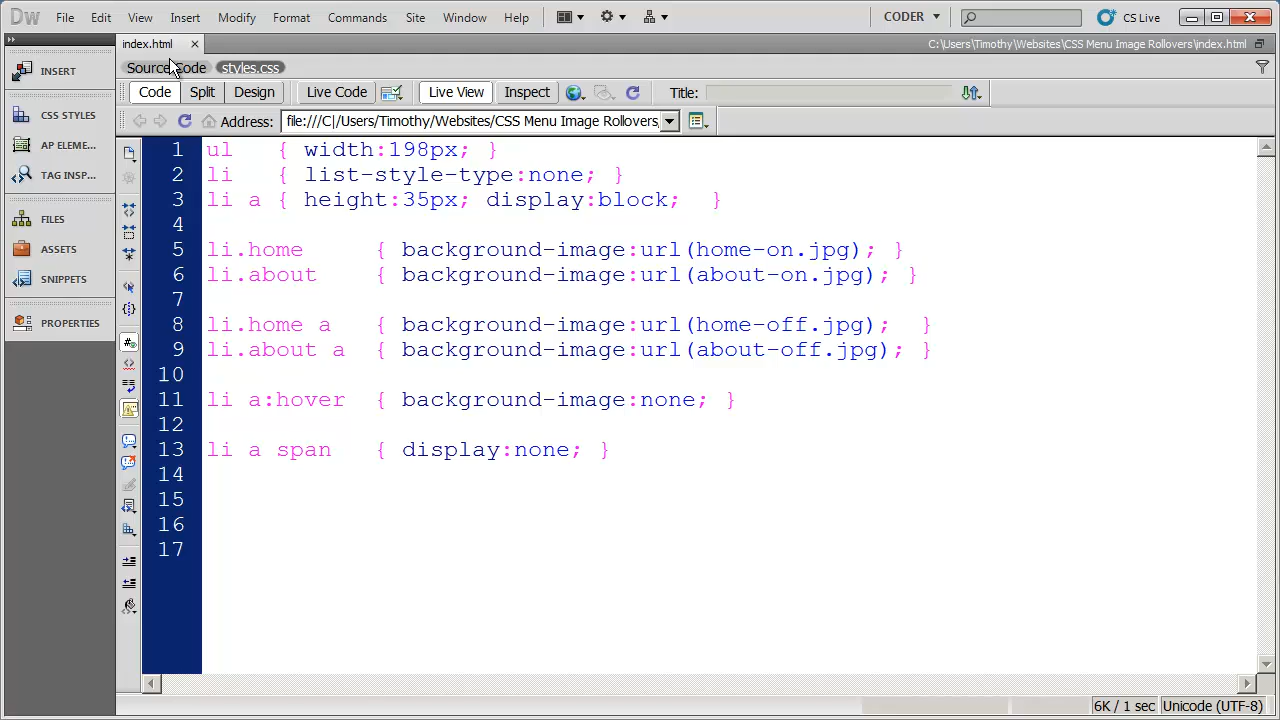 Dw File Edit View Insert Modify Format Commands Site Window Help CODER CS Live
index.html C:\Users\Timothy\Websites\CSS Menu Image Rollovers\index.html
Source Code styles.css
Code Split Design Live Code Live View Inspect Title:
Address: file:///C|/Users/Timothy/Websites/CSS Menu Image Rollovers,
INSERT
CSS STYLES
AP ELEME...
TAG INSP...
FILES
ASSETS
SNIPPETS
PROPERTIES
1 ul { width:198px; }
2 li { list-style-type:none; }
3 li a { height:35px; display:block; }
4
5 li.home { background-image:url(home-on.jpg); }
6 li.about { background-image:url(about-on.jpg); }
7
8 li.home a { background-image:url(home-off.jpg); }
9 li.about a { background-image:url(about-off.jpg); }
10
11 li a:hover { background-image:none; }
12
13 li a span { display:none; }
14
15
16
17
6K / 1 sec Unicode (UTF-8)